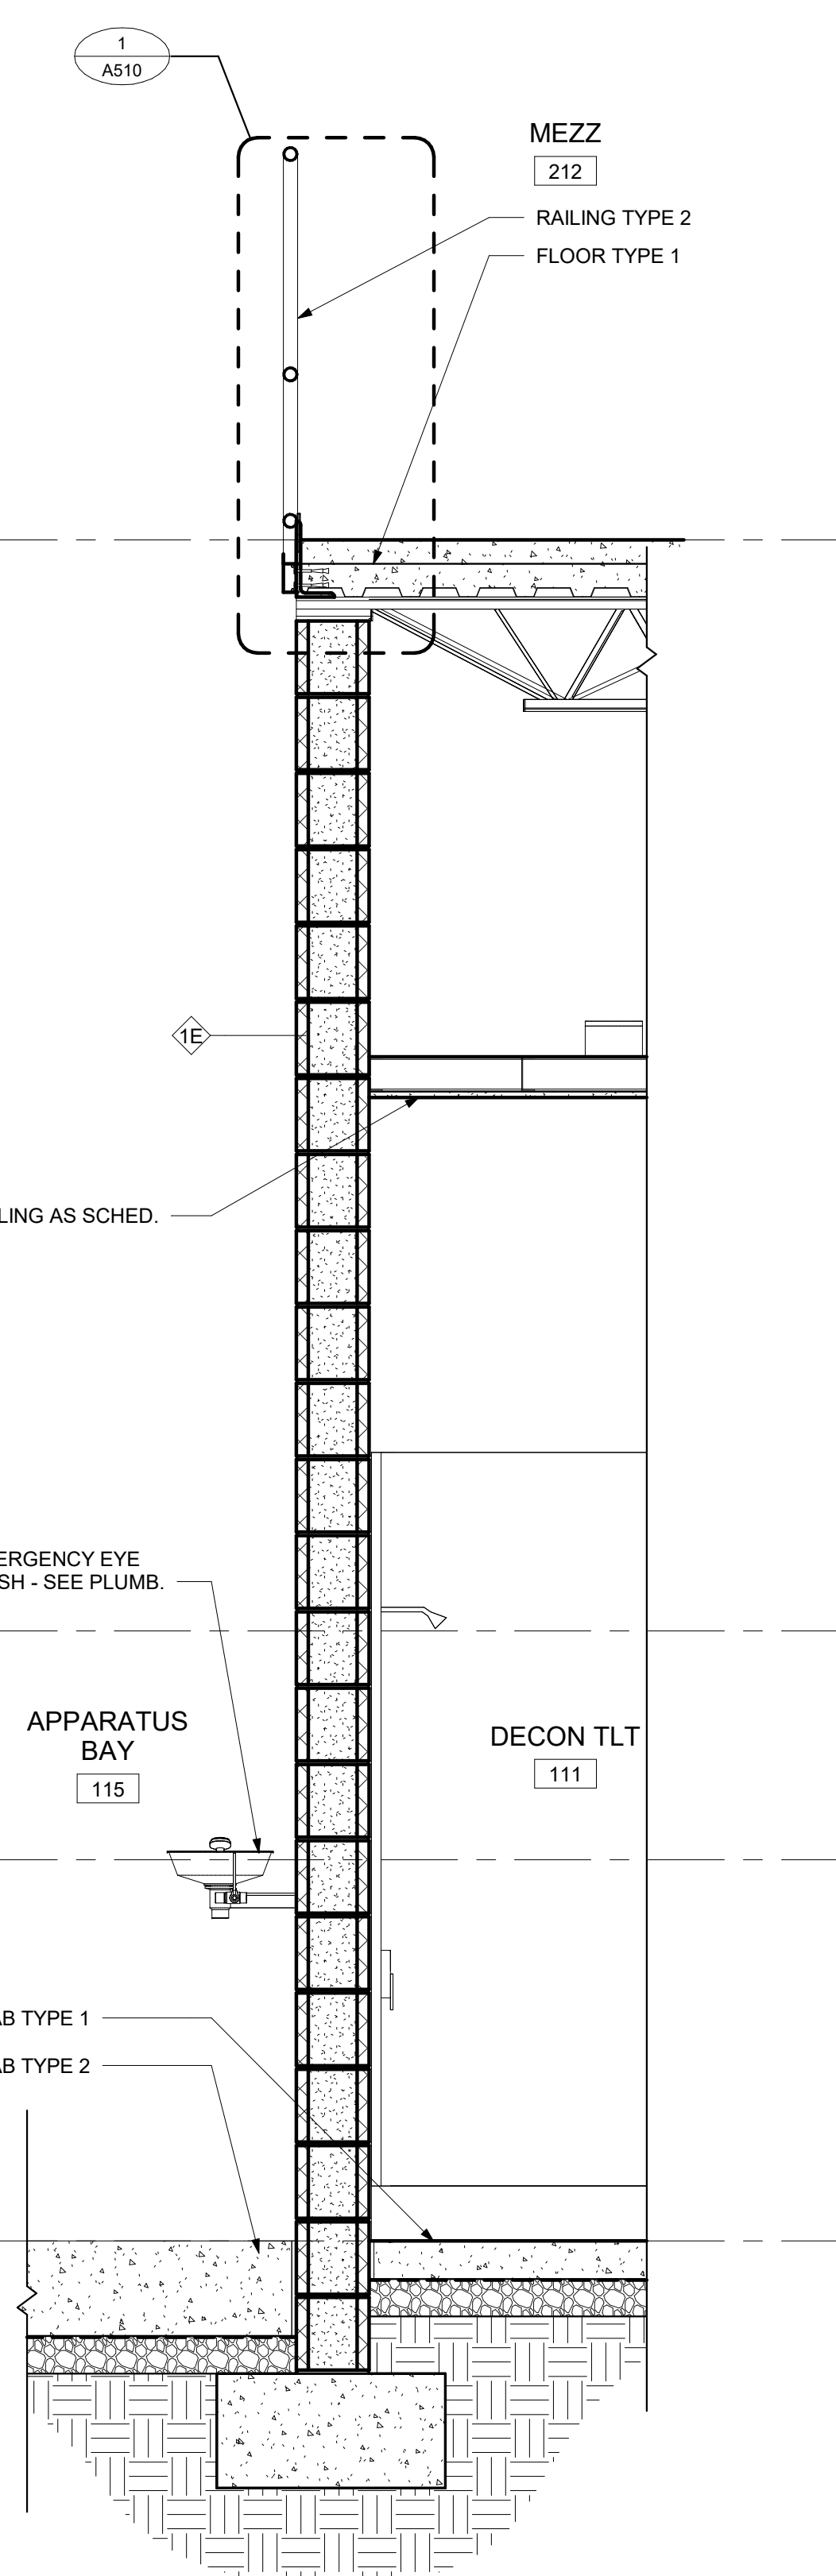 1
A510
MEZZ
212
RAILING TYPE 2
FLOOR TYPE 1
1E
LING AS SCHED.
ERGENCY EYE
SH - SEE PLUMB.
APPARATUS
BAY
115
DECON TLT
111
AB TYPE 1
AB TYPE 2